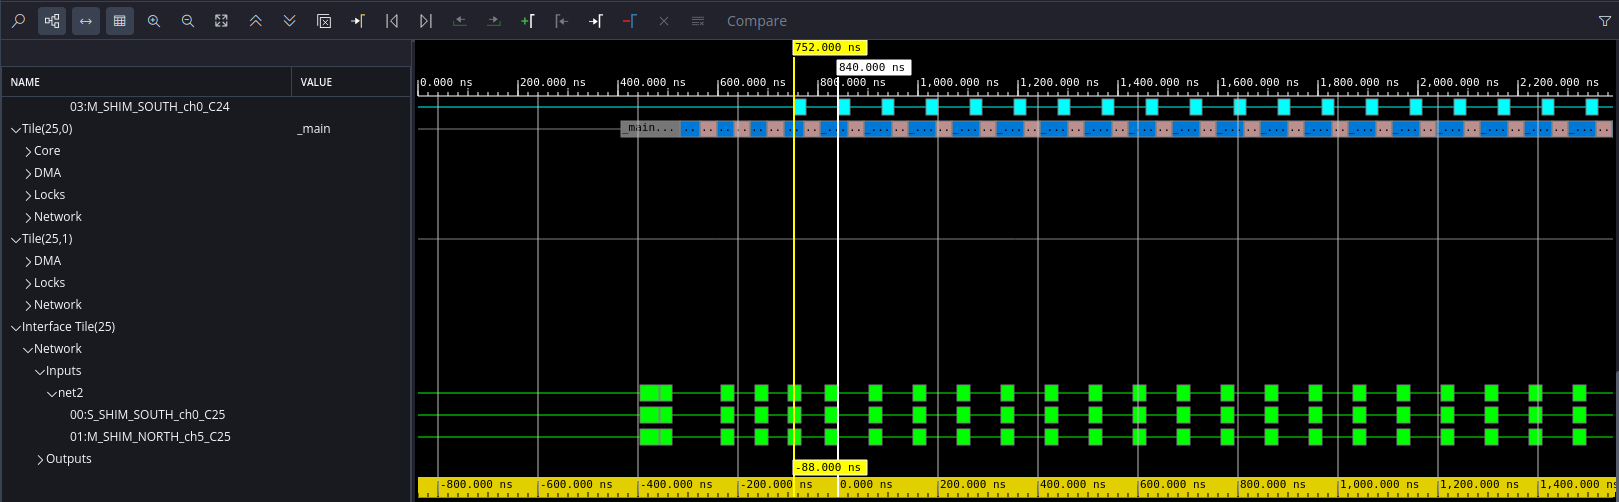 Compare
752.000 ns
840.000 ns
NAME
VALUE
0.000 ns 200.000 ns 400.000 ns 600.000 ns 800.000 ns 1,000.000 ns 1,200.000 ns 1,400.000 ns 1,600.000 ns 1,800.000 ns 2,000.000 ns 2,200.000 ns
03:M_SHIM_SOUTH_ch0_C24
Tile(25,0) _main
_main...
Core
DMA
Locks
Network
Tile(25,1)
DMA
Locks
Network
Interface Tile(25)
Network
Inputs
net2
00:S_SHIM_SOUTH_ch0_C25
01:M_SHIM_NORTH_ch5_C25
Outputs
-88.000 ns
-800.000 ns -600.000 ns -400.000 ns -200.000 ns 0.000 ns 200.000 ns 400.000 ns 600.000 ns 800.000 ns 1,000.000 ns 1,200.000 ns 1,400.000